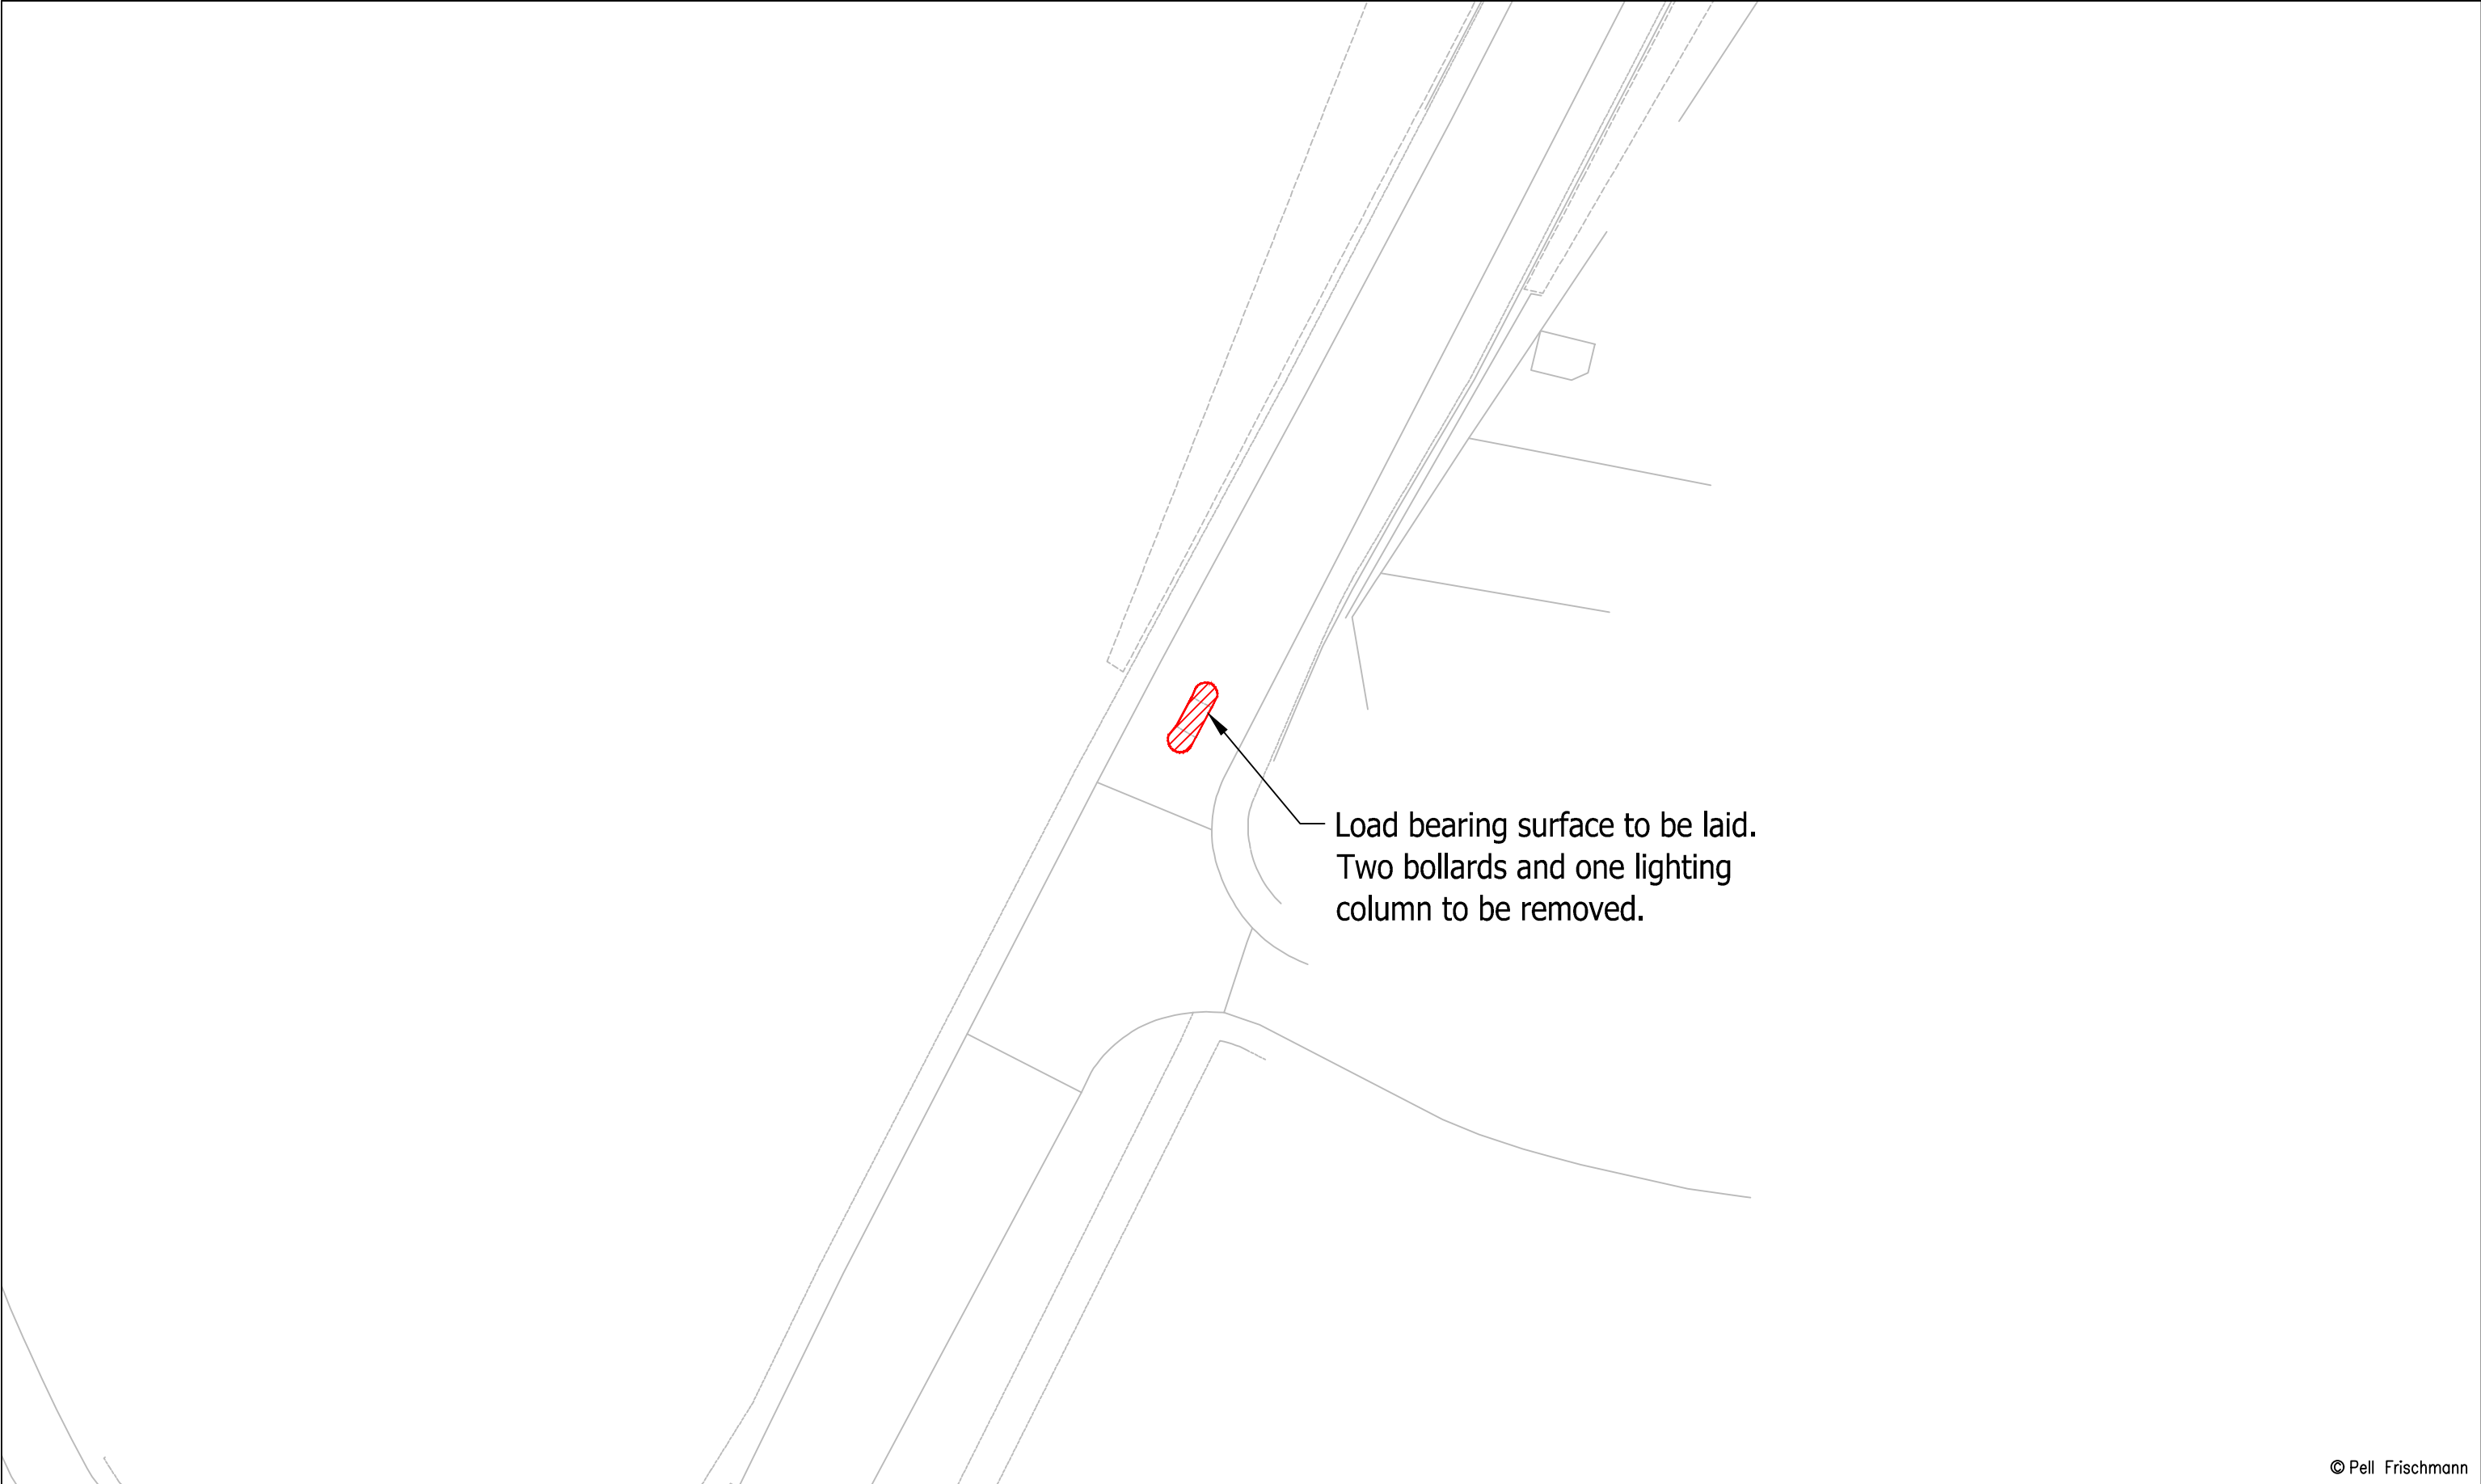 Load bearing surface to be laid.
Two bollards and one lighting
column to be removed.
© Pell Frischmann